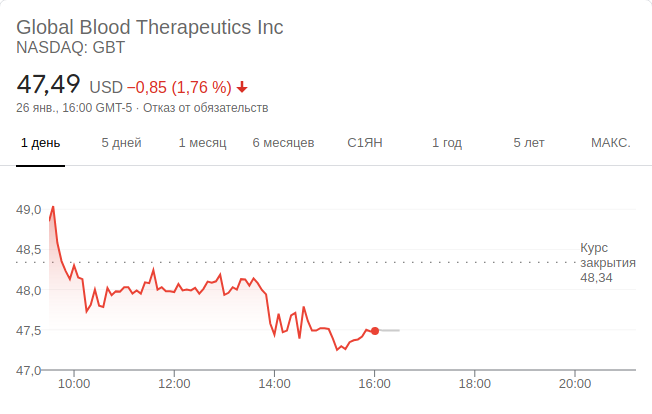 Global Blood Therapeutics Inc
NASDAQ: GBT
47,49 USD −0,85 (1,76 %)
26 янв., 16:00 GMT-5 · Отказ от обязательств
1 день 5 дней 1 месяц 6 месяцев С1ЯН 1 год 5 лет МАКС.
49,0
48,5
48,0
47,5
47,0
Курс
закрытия
48,34
10:00 12:00 14:00 16:00 18:00 20:00